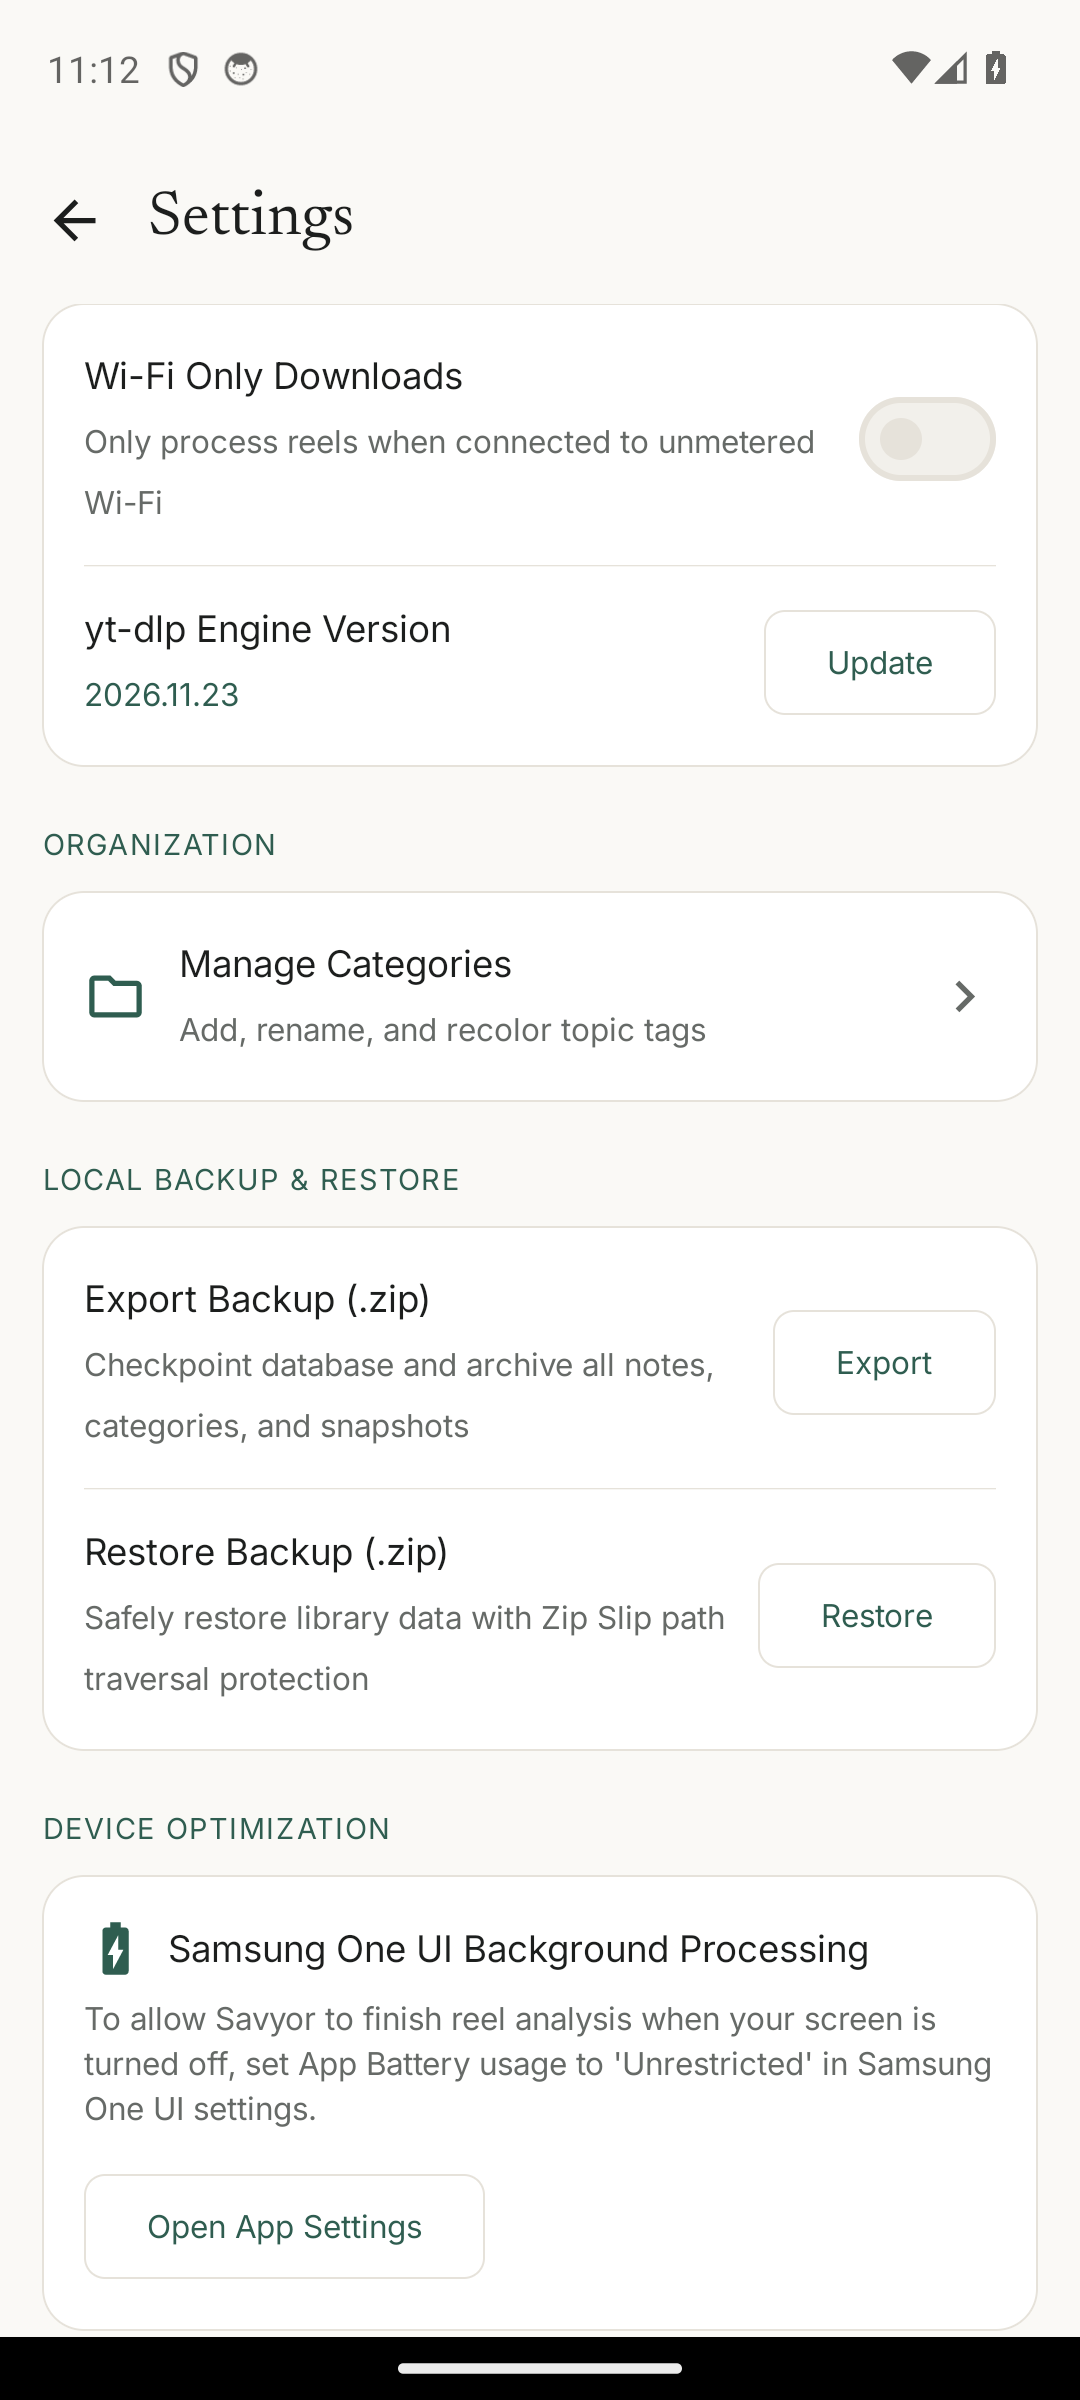 11:12
Settings
Wi-Fi Only Downloads
Only process reels when connected to unmetered
Wi-Fi
yt-dlp Engine Version
2026.11.23
Update
ORGANIZATION
Manage Categories
Add, rename, and recolor topic tags
LOCAL BACKUP & RESTORE
Export Backup (.zip)
Checkpoint database and archive all notes,
categories, and snapshots
Export
Restore Backup (.zip)
Safely restore library data with Zip Slip path
traversal protection
Restore
DEVICE OPTIMIZATION
Samsung One UI Background Processing
To allow Savyor to finish reel analysis when your screen is
turned off, set App Battery usage to 'Unrestricted' in Samsung
One UI settings.
Open App Settings